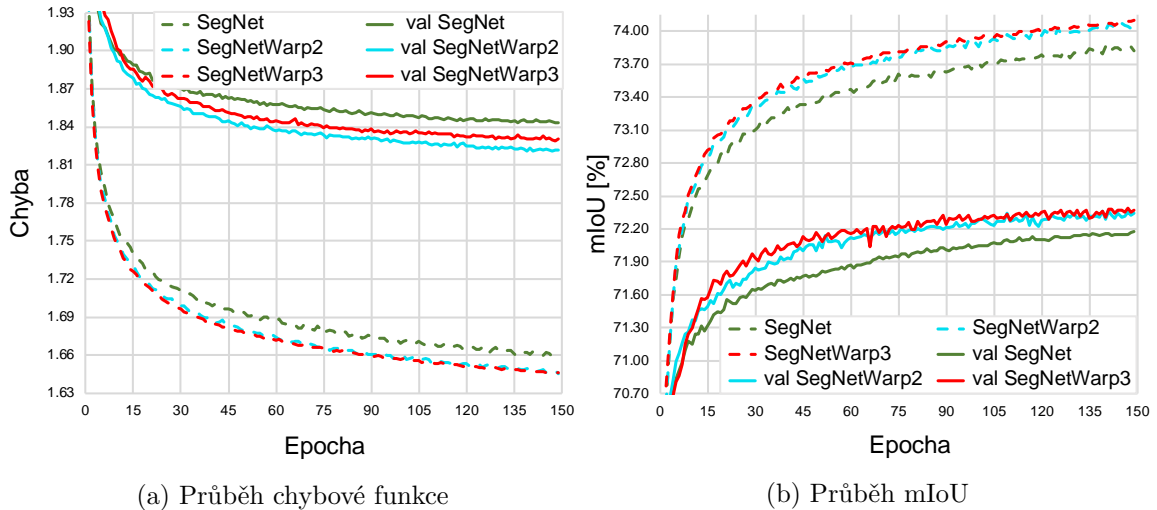 1.93
1.90
1.87
1.84
1.81
1.78
1.75
1.72
1.69
1.66
1.63
Chyba
SegNet val SegNet
SegNetWarp2 val SegNetWarp2
SegNetWarp3 val SegNetWarp3
0 15 30 45 60 75 90 105 120 135 150
Epocha
(a) Průběh chybové funkce
74.00
73.70
73.40
73.10
72.80
72.50
72.20
71.90
71.60
71.30
71.00
70.70
mIoU [%]
SegNet SegNetWarp2
SegNetWarp3 val SegNet
val SegNetWarp2 val SegNetWarp3
0 15 30 45 60 75 90 105 120 135 150
Epocha
(b) Průběh mIoU